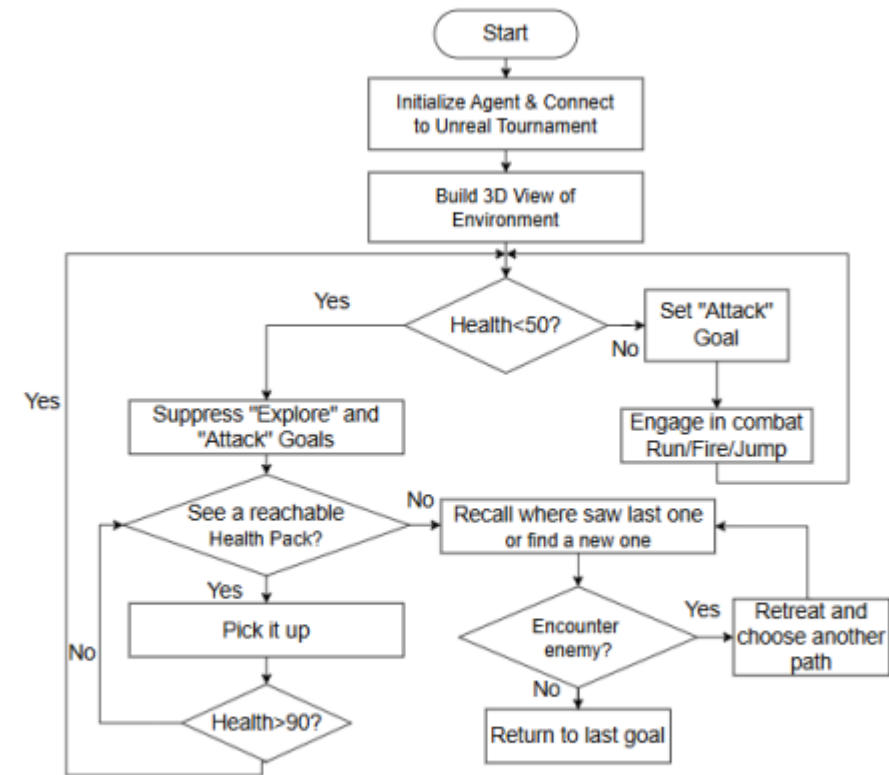 Start
Initialize Agent & Connect
to Unreal Tournament
Build 3D View of
Environment
Yes
Health<50?
No
Set "Attack"
Goal
Yes
Suppress "Explore" and
"Attack" Goals
Engage in combat
Run/Fire/Jump
See a reachable
Health Pack?
No
Recall where saw last one
or find a new one
Yes
Pick it up
No
Encounter
enemy?
Yes
Retreat and
choose another
path
No
Health>90?
Return to last goal